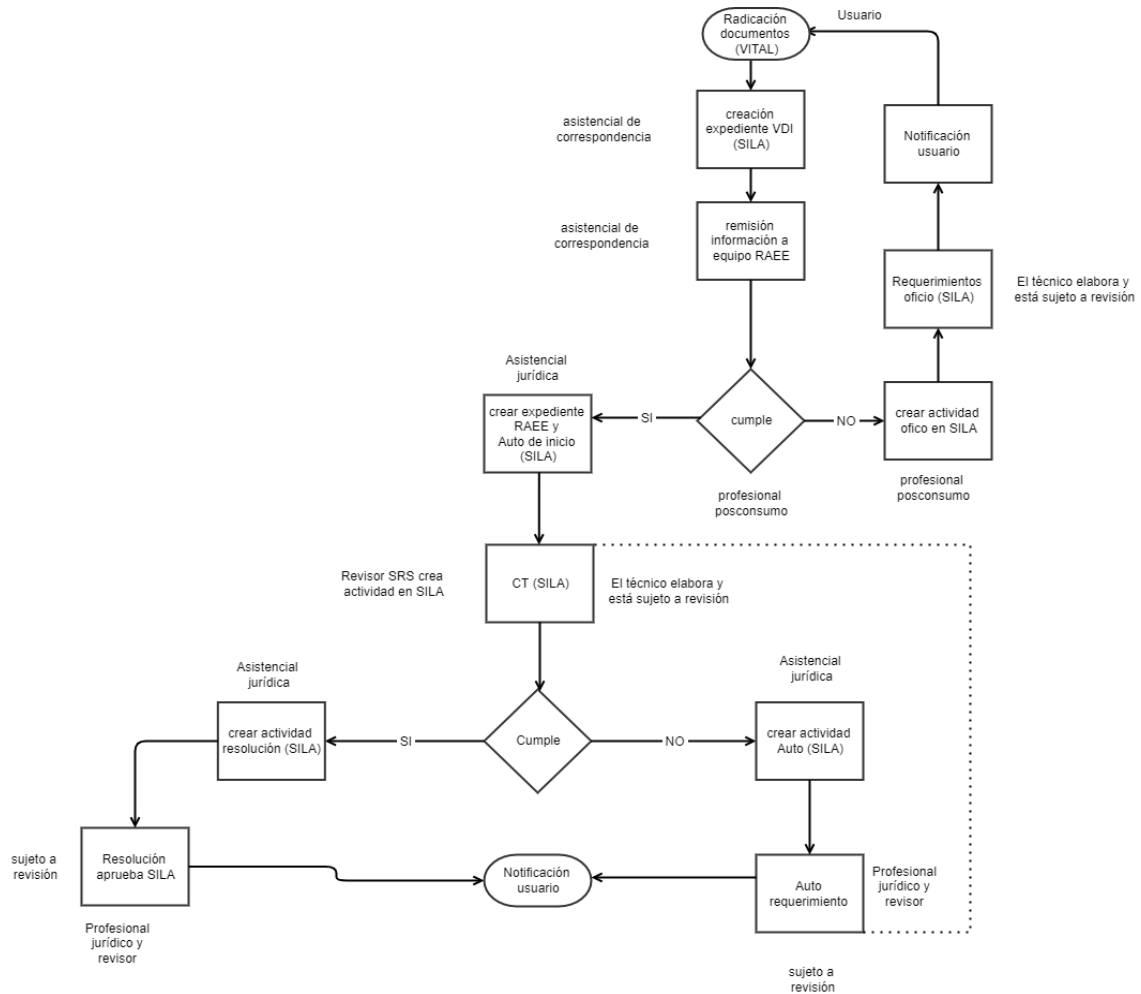 Radicación
documentos
(VITAL)
Usuario
asistencial de
correspondencia
creación
expediente VDI
(SILA)
Notificación
usuario
asistencial de
correspondencia
remisión
información a
equipo RAEE
Requerimientos
oficio (SILA)
El técnico elabora y
está sujeto a revisión
Asistencial
jurídica
crear expediente
RAEE y
Auto de inicio
(SILA)
SI
cumple
NO
crear actividad
ofico en SILA
profesional
posconsumo
profesional
posconsumo
Revisor SRS crea
actividad en SILA
CT (SILA)
El técnico elabora y
está sujeto a revisión
Asistencial
jurídica
Asistencial
jurídica
crear actividad
resolución (SILA)
SI
Cumple
NO
crear actividad
Auto (SILA)
sujeto a
revisión
Resolución
aprueba SILA
Notificación
usuario
Auto
requerimiento
Profesional
jurídico y
revisor
Profesional
jurídico y
revisor
sujeto a
revisión